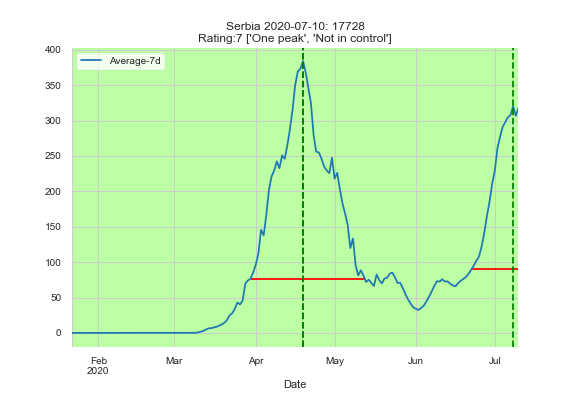 Serbia 2020-07-10: 17728
Rating:7 ['One peak', 'Not in control']
Average-7d
400
350
300
250
200
150
100
50
0
Feb
2020
Mar
Apr
May
Jun
Jul
Date